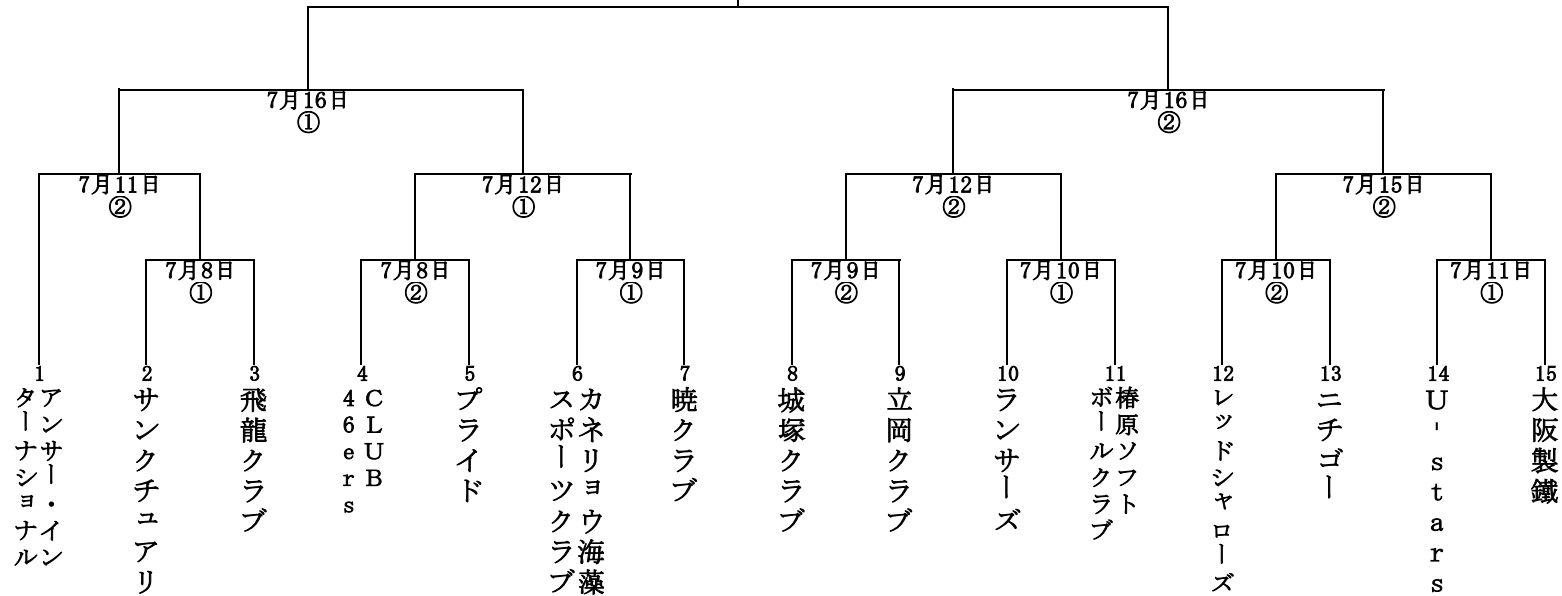 7月16日
①
7月16日
②
7月11日
②
7月12日
①
7月12日
②
7月15日
②
7月8日
①
7月8日
②
7月9日
①
7月9日
②
7月10日
①
7月10日
②
7月11日
①
1
アンサー・イン
ターナショナル
2
サンクチュアリ
3
飛龍クラブ
4
CLUB
46ers
5
プライド
6
カネリョウ海藻
スポーツクラブ
7
暁クラブ
8
城塚クラブ
9
立岡クラブ
10
ランサーズ
11
椿原ソフト
ボールクラブ
12
レッドシャローズ
13
ニチゴー
14
U-stars
15
大阪製鐵